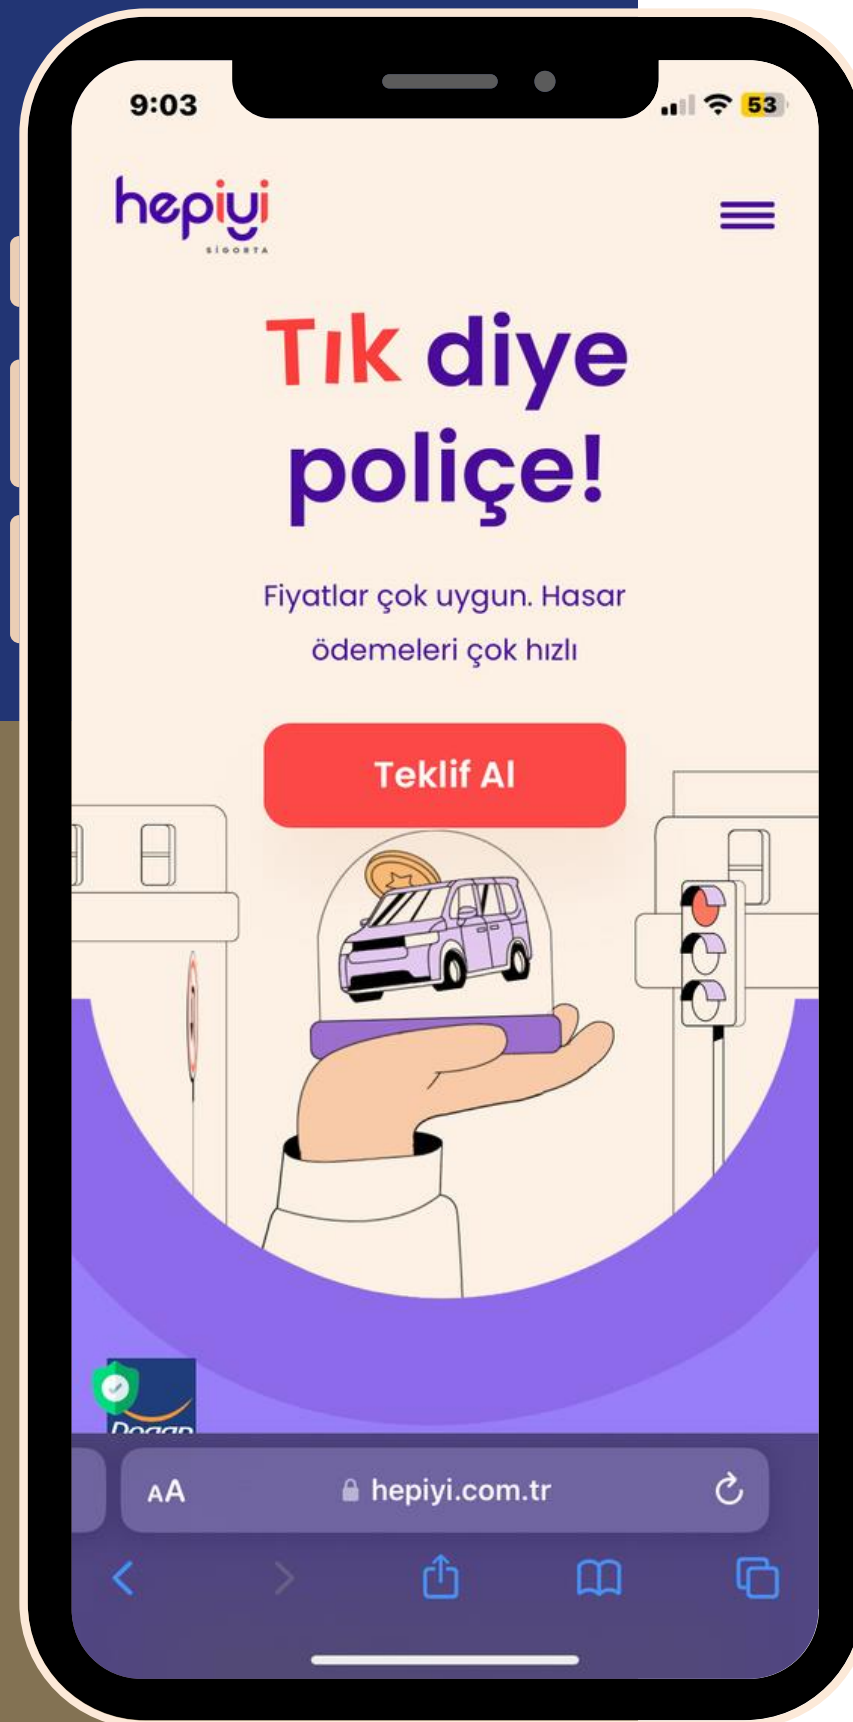 9:03
53
hepiyi
SİGORTA
Tık diye
poliçe!
Fiyatlar çok uygun. Hasar
ödemeleri çok hızlı
Teklif Al
AA
hepiyi.com.tr